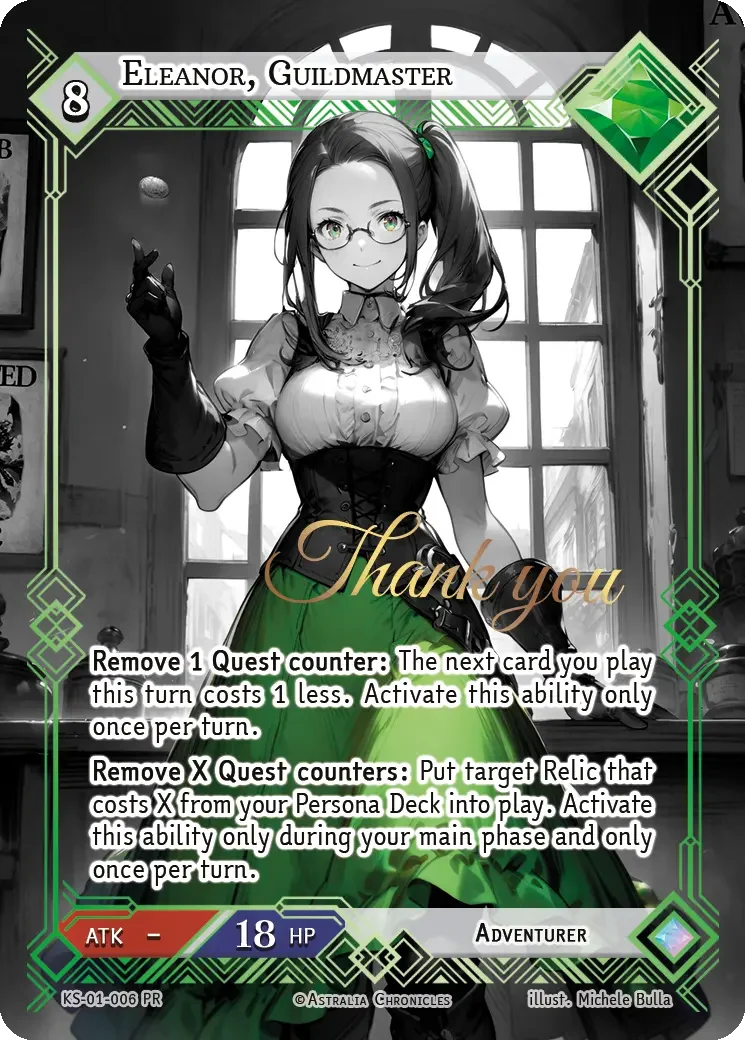 8
Eleanor, Guildmaster
A
B
ED
Thank you
Remove 1 Quest counter: The next card you play
this turn costs 1 less. Activate this ability only
once per turn.
Remove X Quest counters: Put target Relic that
costs X from your Persona Deck into play. Activate
this ability only during your main phase and only
once per turn.
ATK – 18 HP
Adventurer
KS-01-006 PR ©Astralia Chronicles illust. Michele Bulla